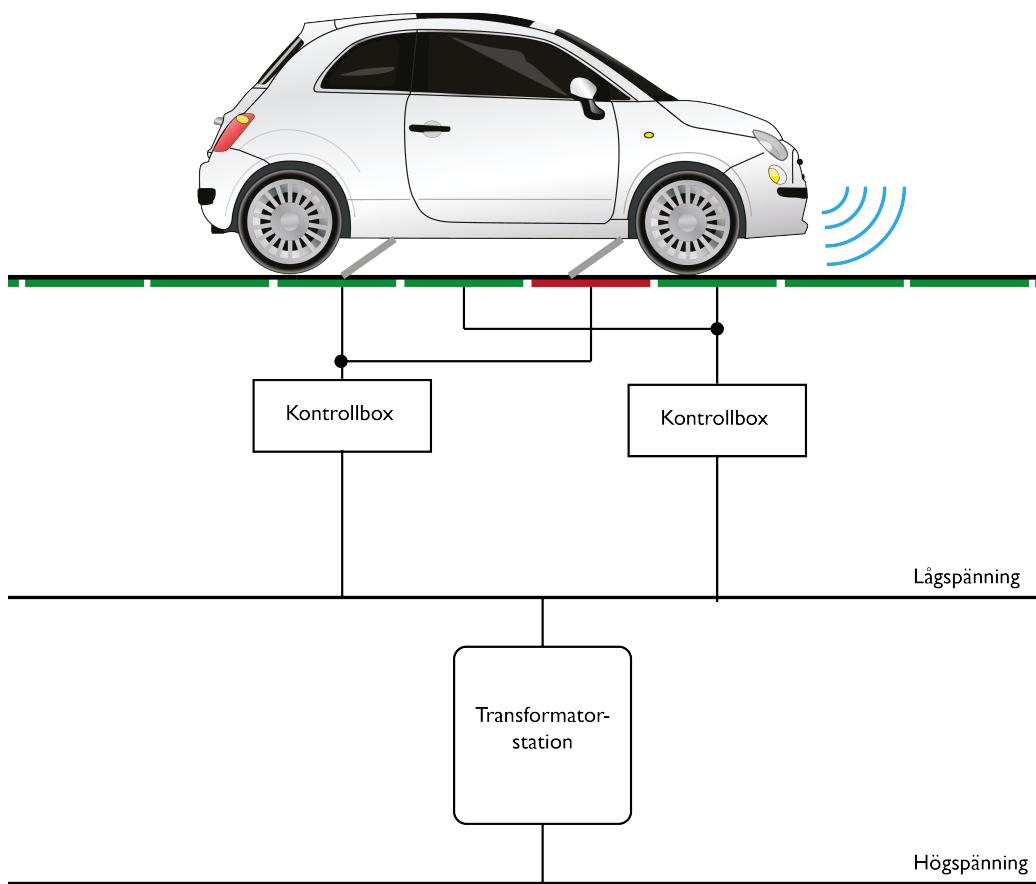 Kontrollbox
Kontrollbox
Lågspänning
Transformator-
station
Högspänning